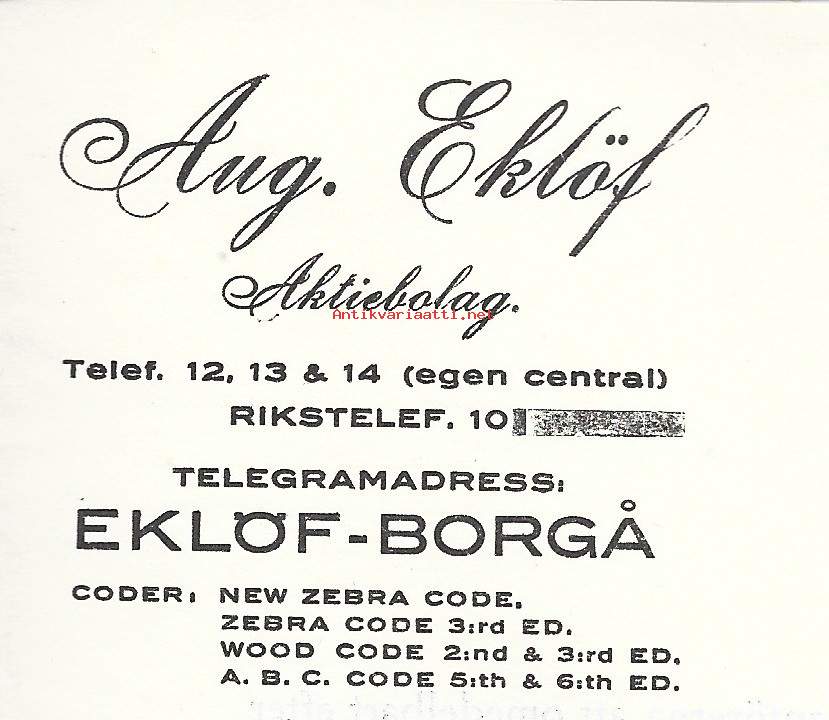 Aug. Eklöf
Aktiebolag.
Antikvariaatti.net
Telef. 12, 13 & 14 (egen central)
RIKSTELEF. 10
TELEGRAMADRESS:
EKLÖF-BORGÅ
CODER: NEW ZEBRA CODE.
ZEBRA CODE 3:rd ED.
WOOD CODE 2:nd & 3:rd ED.
A. B. C. CODE 5:th & 6:th ED.